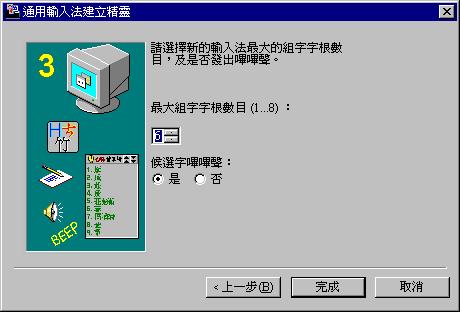 通用輸入法建立精靈
3
請選擇新的輸入法最大的組字字根數
目，及是否發出嗶嗶聲。
H 古
竹
最大組字字根數目 (1...8) ：
6
候選字嗶嗶聲：
是 否
BEEP
<上一步(B) 完成 取消